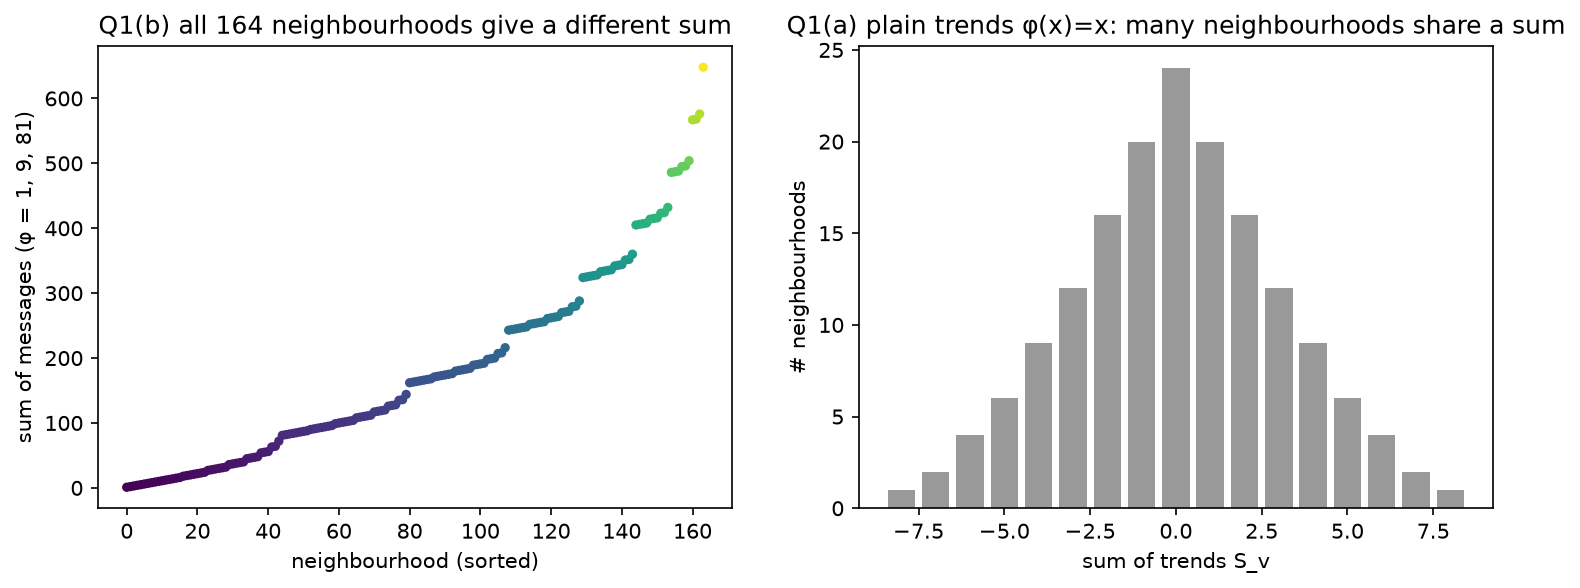 Q1(b) all 164 neighbourhoods give a different sum
sum of messages (φ = 1, 9, 81)
600
500
400
300
200
100
0
0 20 40 60 80 100 120 140 160
neighbourhood (sorted)
Q1(a) plain trends φ(x)=x: many neighbourhoods share a sum
# neighbourhoods
25
20
15
10
5
0
−7.5 −5.0 −2.5 0.0 2.5 5.0 7.5
sum of trends S_v